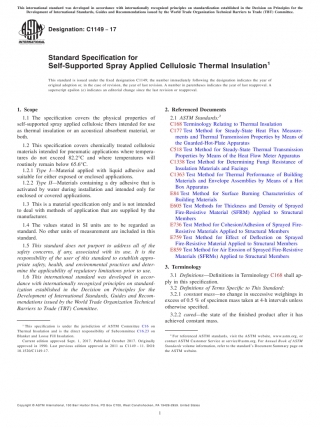 This international standard was developed in accordance with internationally recognized principles on standardization established in the Decision on Principles for the
Development of International Standards, Guides and Recommendations issued by the World Trade Organization Technical Barriers to Trade (TBT) Committee.
Designation: C1149 − 17
Standard Specification for
Self-Supported Spray Applied Cellulosic Thermal Insulation1
This standard is issued under the fixed designation C1149; the number immediately following the designation indicates the year of
original adoption or, in the case of revision, the year of last revision. A number in parentheses indicates the year of last reapproval. A
superscript epsilon (ε) indicates an editorial change since the last revision or reapproval.
1. Scope
1.1 The specification covers the physical properties of
self-supported spray applied cellulosic fibers intended for use
as thermal insulation or an acoustical absorbent material, or
both.
1.2 This specification covers chemically treated cellulosic
materials intended for pneumatic applications where tempera-
tures do not exceed 82.2°C and where temperatures will
routinely remain below 65.6°C.
1.2.1 Type I—Material applied with liquid adhesive and
suitable for either exposed or enclosed applications.
1.2.2 Type II—Materials containing a dry adhesive that is
activated by water during installation and intended only for
enclosed or covered applications.
1.3 This is a material specification only and is not intended
to deal with methods of application that are supplied by the
manufacturer.
1.4 The values stated in SI units are to be regarded as
standard. No other units of measurement are included in this
standard.
1.5 This standard does not purport to address all of the
safety concerns, if any, associated with its use. It is the
responsibility of the user of this standard to establish appro-
priate safety, health, and environmental practices and deter-
mine the applicability of regulatory limitations prior to use.
1.6 This international standard was developed in accor-
dance with internationally recognized principles on standard-
ization established in the Decision on Principles for the
Development of International Standards, Guides and Recom-
mendations issued by the World Trade Organization Technical
Barriers to Trade (TBT) Committee.
1 This specification is under the jurisdiction of ASTM Committee C16 on
Thermal Insulation and is the direct responsibility of Subcommittee C16.23 on
Blanket and Loose Fill Insulation.
Current edition approved Sept. 1, 2017. Published October 2017. Originally
approved in 1990. Last previous edition approved in 2011 as C1149 – 11. DOI:
10.1520/C1149-17.
2. Referenced Documents
2.1 ASTM Standards:2
C168 Terminology Relating to Thermal Insulation
C177 Test Method for Steady-State Heat Flux Measure-
ments and Thermal Transmission Properties by Means of
the Guarded-Hot-Plate Apparatus
C518 Test Method for Steady-State Thermal Transmission
Properties by Means of the Heat Flow Meter Apparatus
C1338 Test Method for Determining Fungi Resistance of
Insulation Materials and Facings
C1363 Test Method for Thermal Performance of Building
Materials and Envelope Assemblies by Means of a Hot
Box Apparatus
E84 Test Method for Surface Burning Characteristics of
Building Materials
E605 Test Methods for Thickness and Density of Sprayed
Fire-Resistive Material (SFRM) Applied to Structural
Members
E736 Test Method for Cohesion/Adhesion of Sprayed Fire-
Resistive Materials Applied to Structural Members
E759 Test Method for Effect of Deflection on Sprayed
Fire-Resistive Material Applied to Structural Members
E859 Test Method for Air Erosion of Sprayed Fire-Resistive
Materials (SFRMs) Applied to Structural Members
3. Terminology
3.1 Definitions—Definitions in Terminology C168 shall ap-
ply in this specification.
3.2 Definitions of Terms Specific to This Standard:
3.2.1 constant mass—no change in successive weighings in
excess of 0.5 % of specimen mass taken at 4-h intervals unless
otherwise specified.
3.2.2 cured—the state of the finished product after it has
achieved constant mass.
2 For referenced ASTM standards, visit the ASTM website, www.astm.org, or
contact ASTM Customer Service at service@astm.org. For Annual Book of ASTM
Standards volume information, refer to the standard's Document Summary page on
the ASTM website.
Copyright © ASTM International, 100 Barr Harbor Drive, PO Box C700, West Conshohocken, PA 19428-2959. United States
1